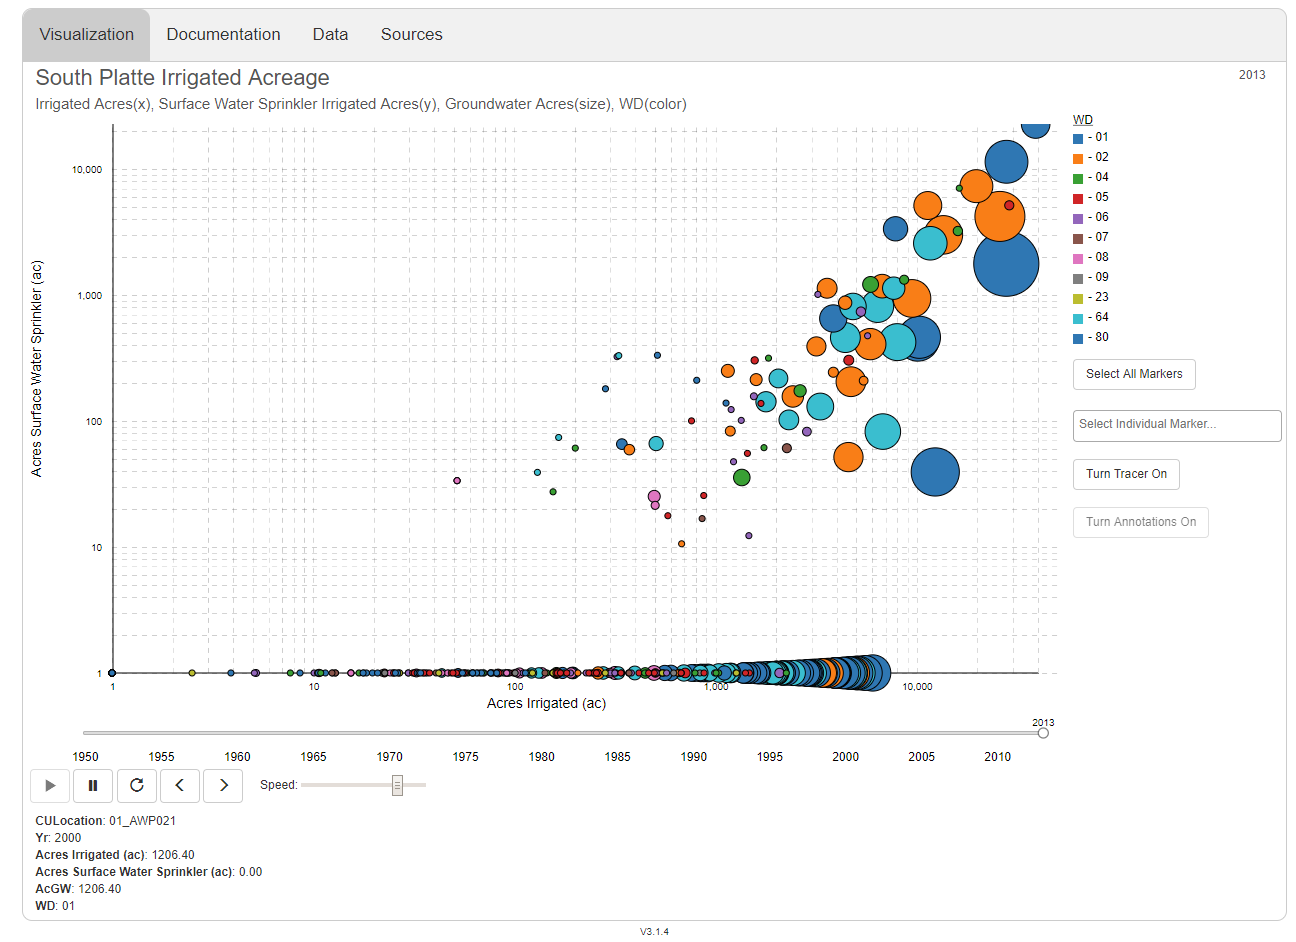 Visualization Documentation Data Sources
South Platte Irrigated Acreage
2013
Irrigated Acres(x), Surface Water Sprinkler Irrigated Acres(y), Groundwater Acres(size), WD(color)
WD
- 01
- 02
- 04
- 05
- 06
- 07
- 08
- 09
- 23
- 64
- 80
Select All Markers
Select Individual Marker...
Turn Tracer On
Turn Annotations On
Acres Surface Water Sprinkler (ac)
10,000
1,000
100
10
1
1 10 100 1,000 10,000
Acres Irrigated (ac)
2013
1950 1955 1960 1965 1970 1975 1980 1985 1990 1995 2000 2005 2010
Speed:
CULocation: 01_AWP021
Yr: 2000
Acres Irrigated (ac): 1206.40
Acres Surface Water Sprinkler (ac): 0.00
AcGW: 1206.40
WD: 01
V3.1.4